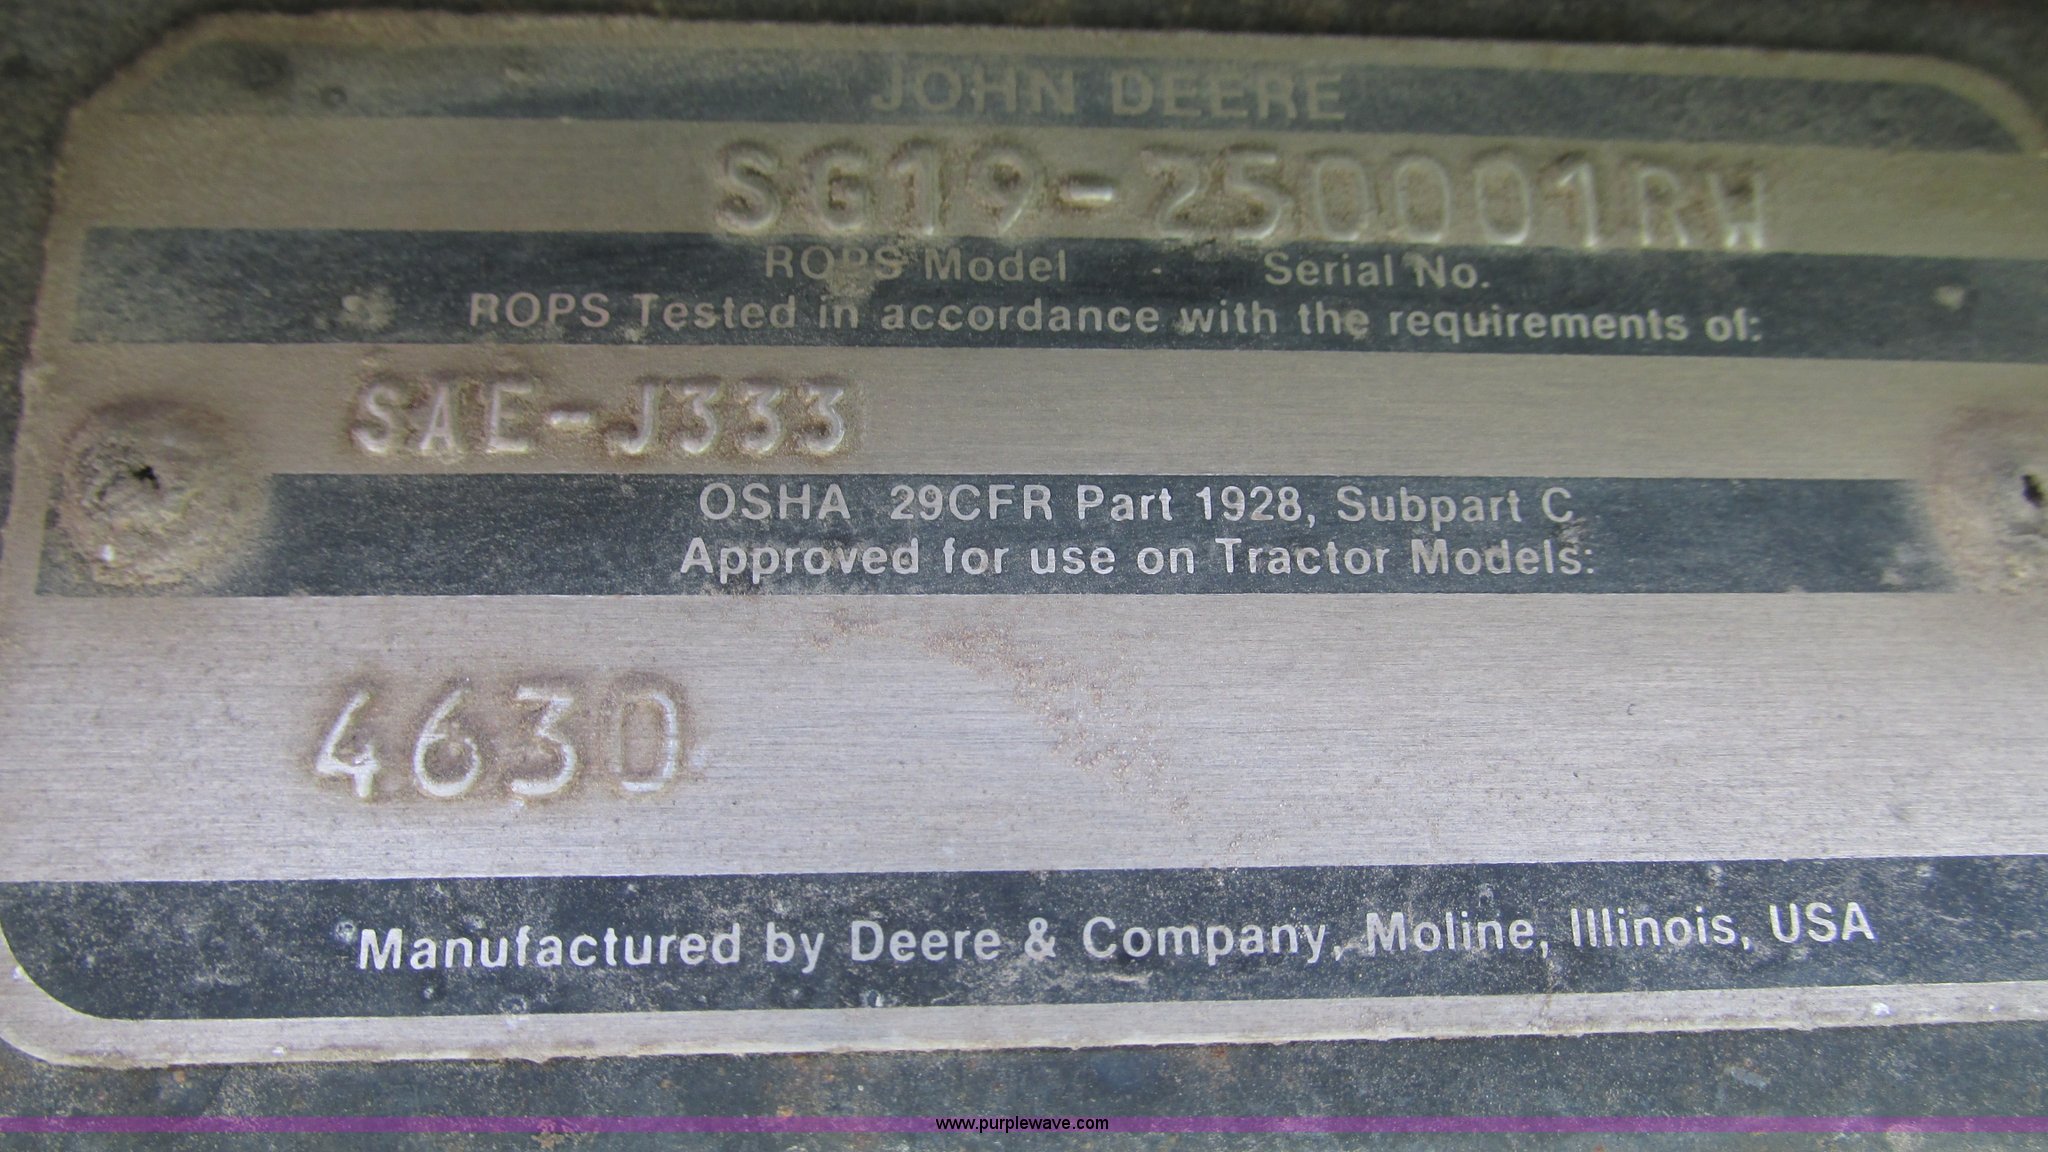 JOHN DEERE
SG19-250001RW
ROPS Model Serial No.
ROPS Tested in accordance with the requirements of:
SAE-J333
OSHA 29CFR Part 1928, Subpart C
Approved for use on Tractor Models:
4630
Manufactured by Deere & Company, Moline, Illinois, USA
www.purplewave.com